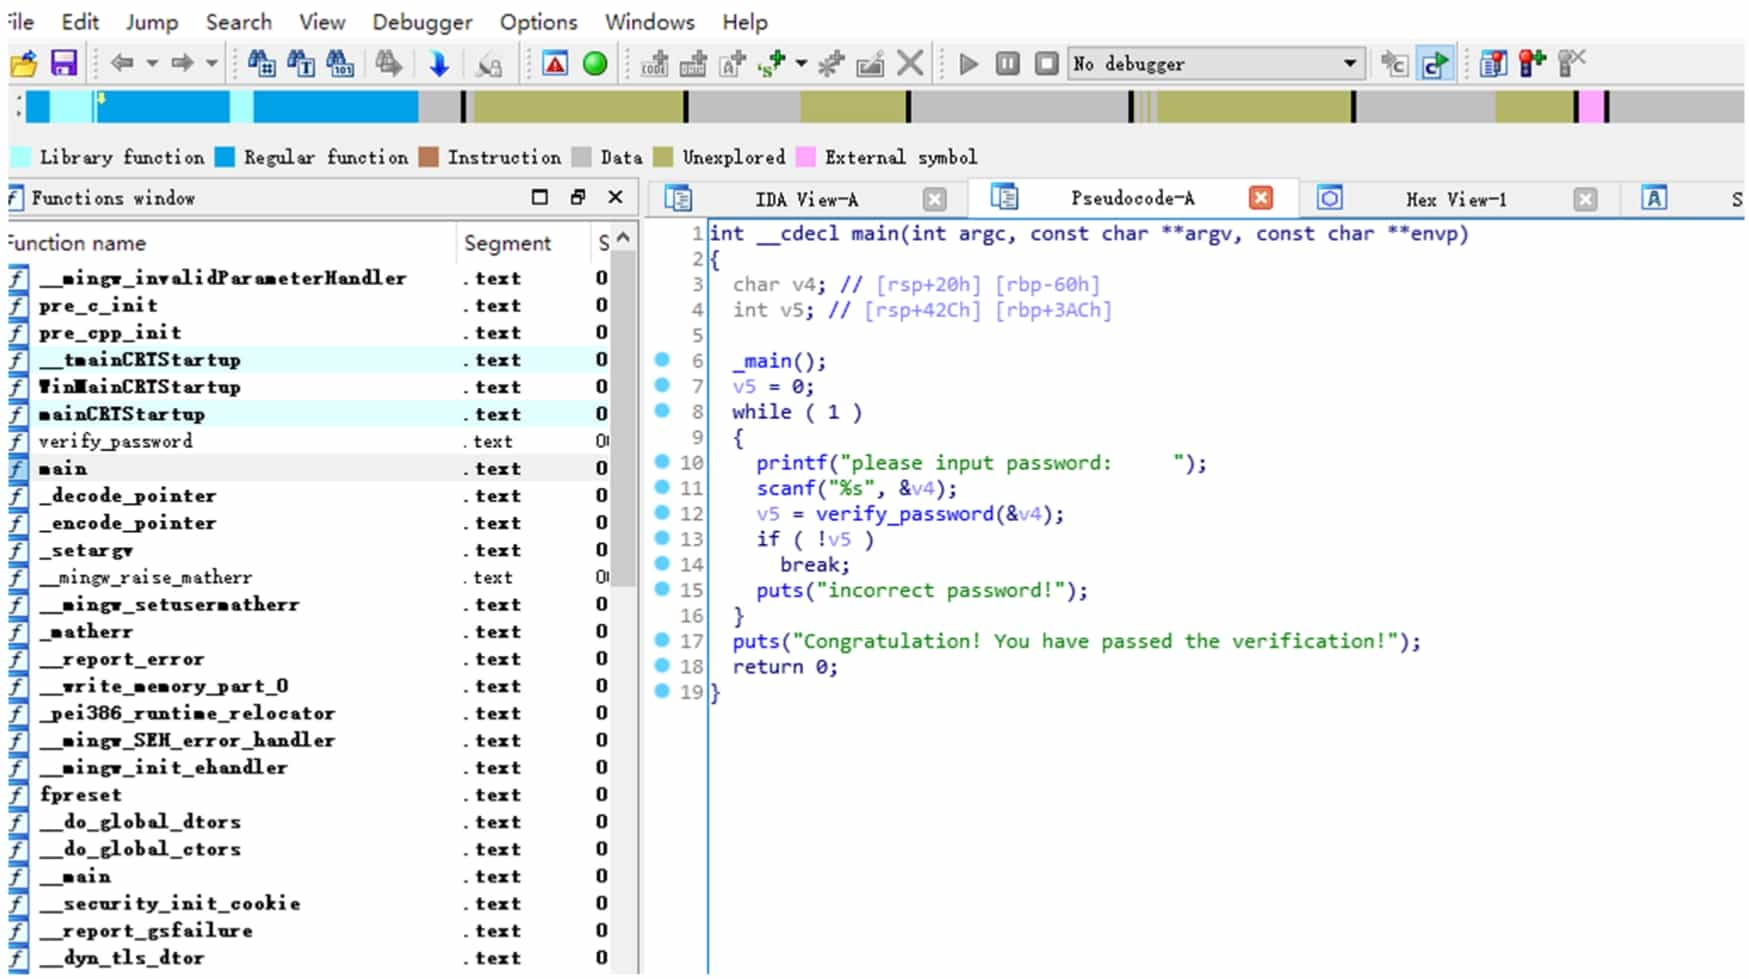 ile Edit Jump Search View Debugger Options Windows Help
No debugger
Library function Regular function Instruction Data Unexplored External symbol
Functions window
IDA View-A Pseudocode-A Hex View-1 S
Function name Segment S
__mingw_invalidParameterHandler .text 0
pre_c_init .text 0
pre_cpp_init .text 0
__tmainCRTStartup .text 0
WinMainCRTStartup .text 0
mainCRTStartup .text 0
verify_password .text 0
main .text 0
_decode_pointer .text 0
_encode_pointer .text 0
_setargv .text 0
__mingw_raise_matherr .text 0
__mingw_setusermatherr .text 0
_matherr .text 0
__report_error .text 0
__write_memory_part_0 .text 0
_pei386_runtime_relocator .text 0
__mingw_SEH_error_handler .text 0
__mingw_init_ehandler .text 0
fpreset .text 0
__do_global_dtors .text 0
__do_global_ctors .text 0
__main .text 0
__security_init_cookie .text 0
__report_gsfailure .text 0
__dyn_tls_dtor .text 0
1 int __cdecl main(int argc, const char **argv, const char **envp)
2 {
3 char v4; // [rsp+20h] [rbp-60h]
4 int v5; // [rsp+42Ch] [rbp+3ACh]
5
6 _main();
7 v5 = 0;
8 while ( 1 )
9 {
10 printf("please input password:     ");
11 scanf("%s", &v4);
12 v5 = verify_password(&v4);
13 if ( !v5 )
14 break;
15 puts("incorrect password!");
16 }
17 puts("Congratulation! You have passed the verification!");
18 return 0;
19 }